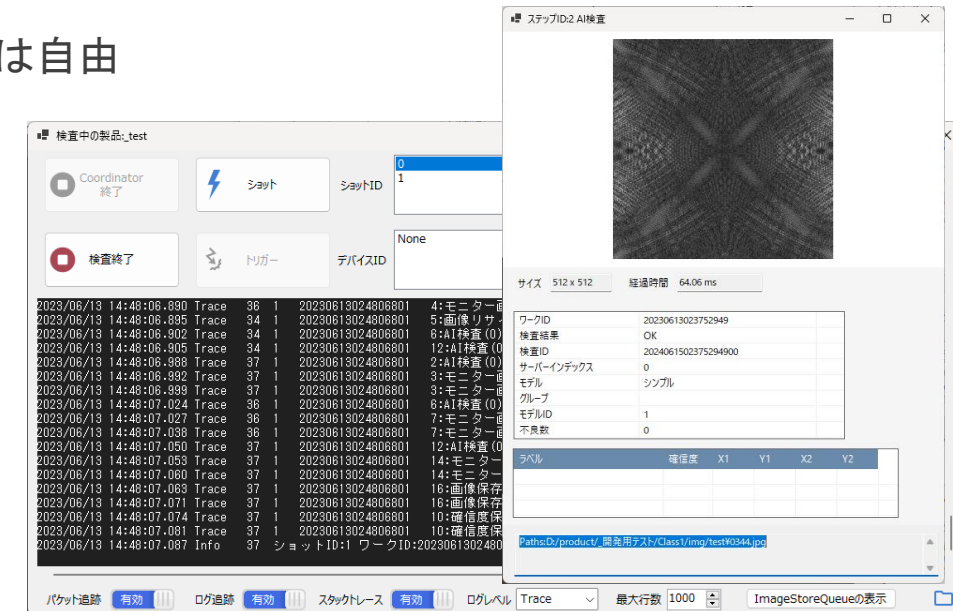 は自由
検査中の製品:_test
Coordinator
終了
ショット
ショットID
0
1
検査終了
トリガー
デバイスID
None
2023/06/13 14:48:06.890 Trace 36 1 20230613024806801 4:モニター
2023/06/13 14:48:06.895 Trace 34 1 20230613024806801 5:画像リサ
2023/06/13 14:48:06.902 Trace 34 1 20230613024806801 6:AI検査(0)
2023/06/13 14:48:06.905 Trace 34 1 20230613024806801 12:AI検査(0
2023/06/13 14:48:06.988 Trace 37 1 20230613024806801 2:AI検査(0)
2023/06/13 14:48:06.992 Trace 37 1 20230613024806801 3:モニター
2023/06/13 14:48:06.999 Trace 37 1 20230613024806801 3:モニター
2023/06/13 14:48:07.024 Trace 36 1 20230613024806801 6:AI検査(0)
2023/06/13 14:48:07.027 Trace 36 1 20230613024806801 7:モニター
2023/06/13 14:48:07.038 Trace 36 1 20230613024806801 7:モニター
2023/06/13 14:48:07.050 Trace 37 1 20230613024806801 12:AI検査(0
2023/06/13 14:48:07.053 Trace 37 1 20230613024806801 14:モニター
2023/06/13 14:48:07.060 Trace 37 1 20230613024806801 14:モニター
2023/06/13 14:48:07.063 Trace 37 1 20230613024806801 16:画像保存
2023/06/13 14:48:07.071 Trace 37 1 20230613024806801 16:画像保存
2023/06/13 14:48:07.074 Trace 37 1 20230613024806801 10:確信度保
2023/06/13 14:48:07.081 Trace 37 1 20230613024806801 10:確信度保
2023/06/13 14:48:07.087 Info 37 ショットID:1 ワークID:2023061302480
パケット追跡 有効 ログ追跡 有効 スタックトレース 有効 ログレベル Trace 最大行数 1000 ImageStoreQueueの表示
ステップID:2 AI検査
サイズ 512 x 512 経過時間 64.06 ms
ワークID 20230613023752949
検査結果 OK
検査ID 2024061502375294900
サーバーインデックス 0
モデル シンプル
グループ
モデルID 1
不良数 0
ラベル 確信度 X1 Y1 X2 Y2
Paths:D:/product/_開発用テスト/Class1/img/test¥0344.jpg